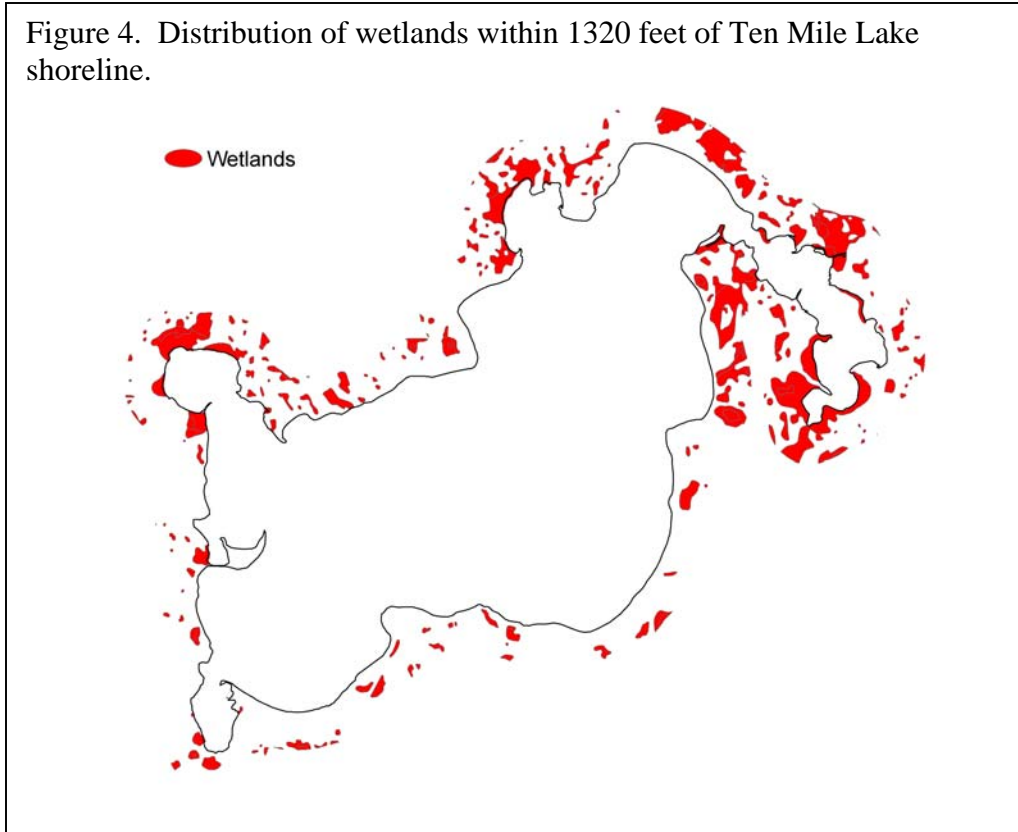 Figure 4.  Distribution of wetlands within 1320 feet of Ten Mile Lake
shoreline.
Wetlands